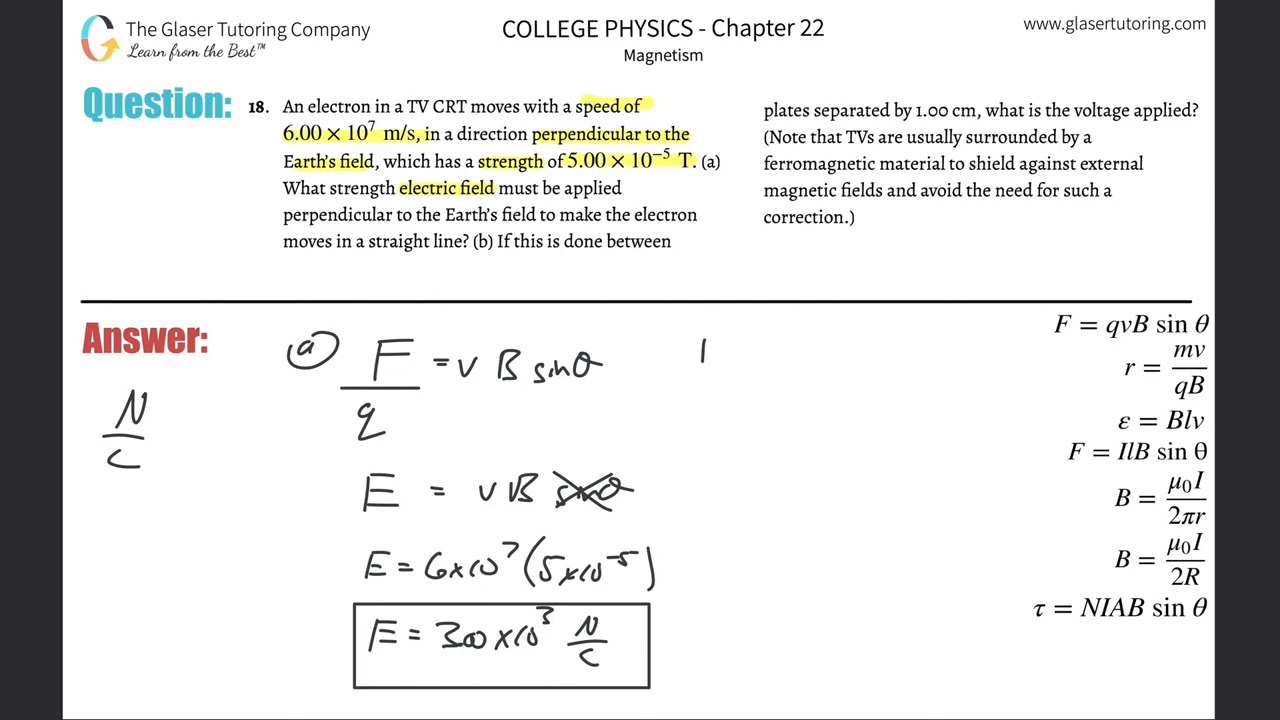 The Glaser Tutoring Company
Learn from the Best™
COLLEGE PHYSICS - Chapter 22
Magnetism
www.glasertutoring.com
Question:
18. An electron in a TV CRT moves with a speed of
6.00 × 10⁷ m/s, in a direction perpendicular to the
Earth's field, which has a strength of 5.00 × 10⁻⁵ T. (a)
What strength electric field must be applied
perpendicular to the Earth's field to make the electron
moves in a straight line? (b) If this is done between
plates separated by 1.00 cm, what is the voltage applied?
(Note that TVs are usually surrounded by a
ferromagnetic material to shield against external
magnetic fields and avoid the need for such a
correction.)
Answer:
N/C
(a) F/q = v B sinθ
E = vB sinθ
E = 6×10⁷(5×10⁻⁵)
E = 3.00×10³ N/C
F = qvB sin θ
r = mv/qB
ε = Blv
F = IlB sin θ
B = μ₀I/2πr
B = μ₀I/2R
τ = NIAB sin θ